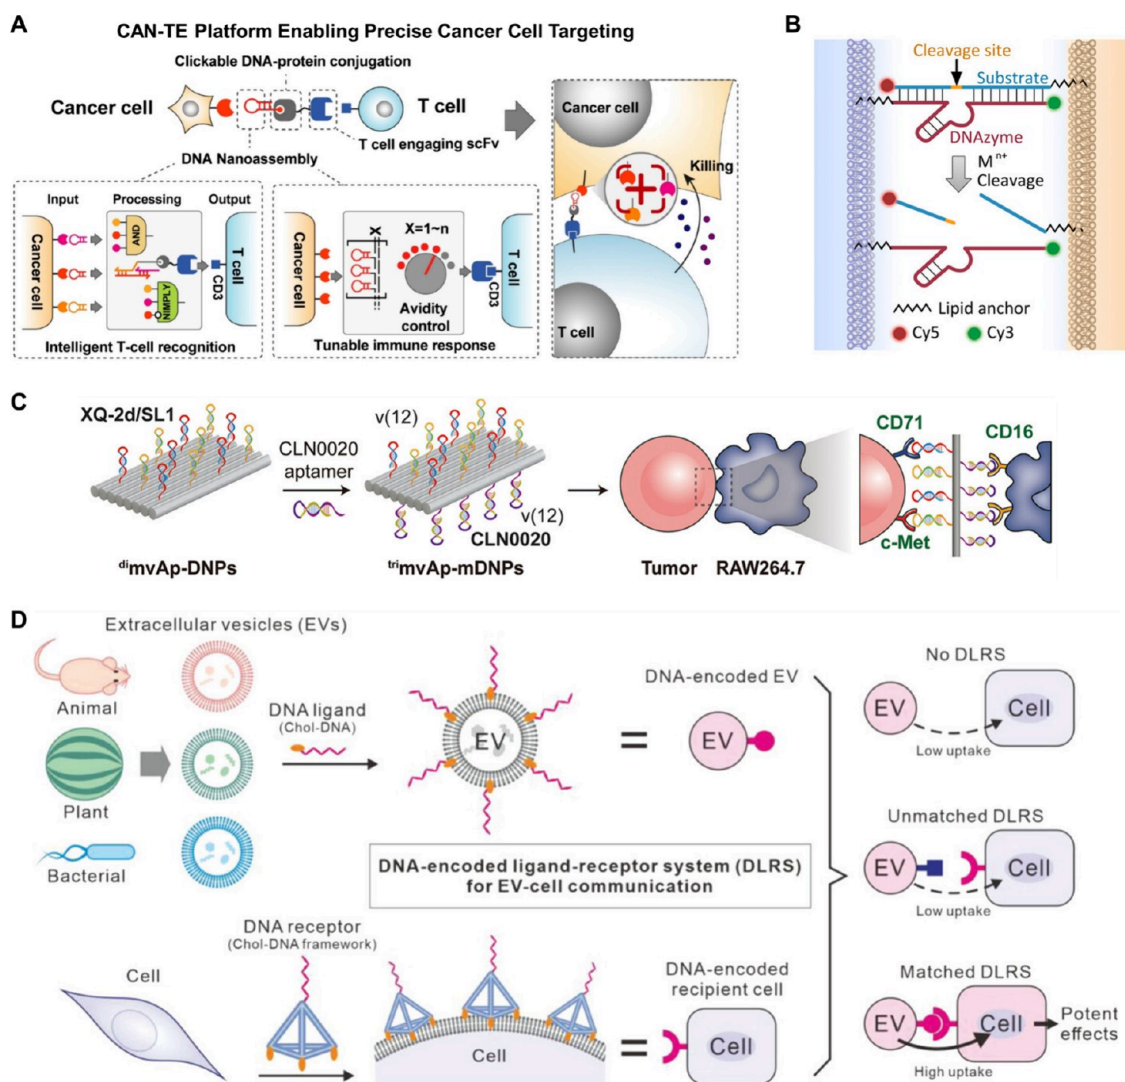 A
CAN-TE Platform Enabling Precise Cancer Cell Targeting
Clickable DNA-protein conjugation
Cancer cell
T cell
T cell engaging scFv
DNA Nanoassembly
Input
Processing
Output
Cancer cell
AND
NIMPLY
CD3
T cell
Intelligent T-cell recognition
Cancer cell
X
X=1~n
Avidity
control
CD3
T cell
Tunable immune response
Cancer cell
Killing
T cell
B
Cleavage site
Substrate
DNAzyme
Mn+
Cleavage
Lipid anchor
Cy5
Cy3
C
XQ-2d/SL1
CLN0020
aptamer
v(12)
v(12)
CLN0020
dimvAp-DNPs
trimvAp-mDNPs
Tumor
RAW264.7
CD71
CD16
c-Met
D
Extracellular vesicles (EVs)
Animal
Plant
Bacterial
DNA ligand
(Chol-DNA)
EV
=
DNA-encoded EV
EV
DNA-encoded ligand-receptor system (DLRS)
for EV-cell communication
Cell
DNA receptor
(Chol-DNA framework)
Cell
=
DNA-encoded
recipient cell
Cell
No DLRS
EV
Cell
Low uptake
Unmatched DLRS
EV
Cell
Low uptake
Matched DLRS
EV
Cell
Potent
effects
High uptake